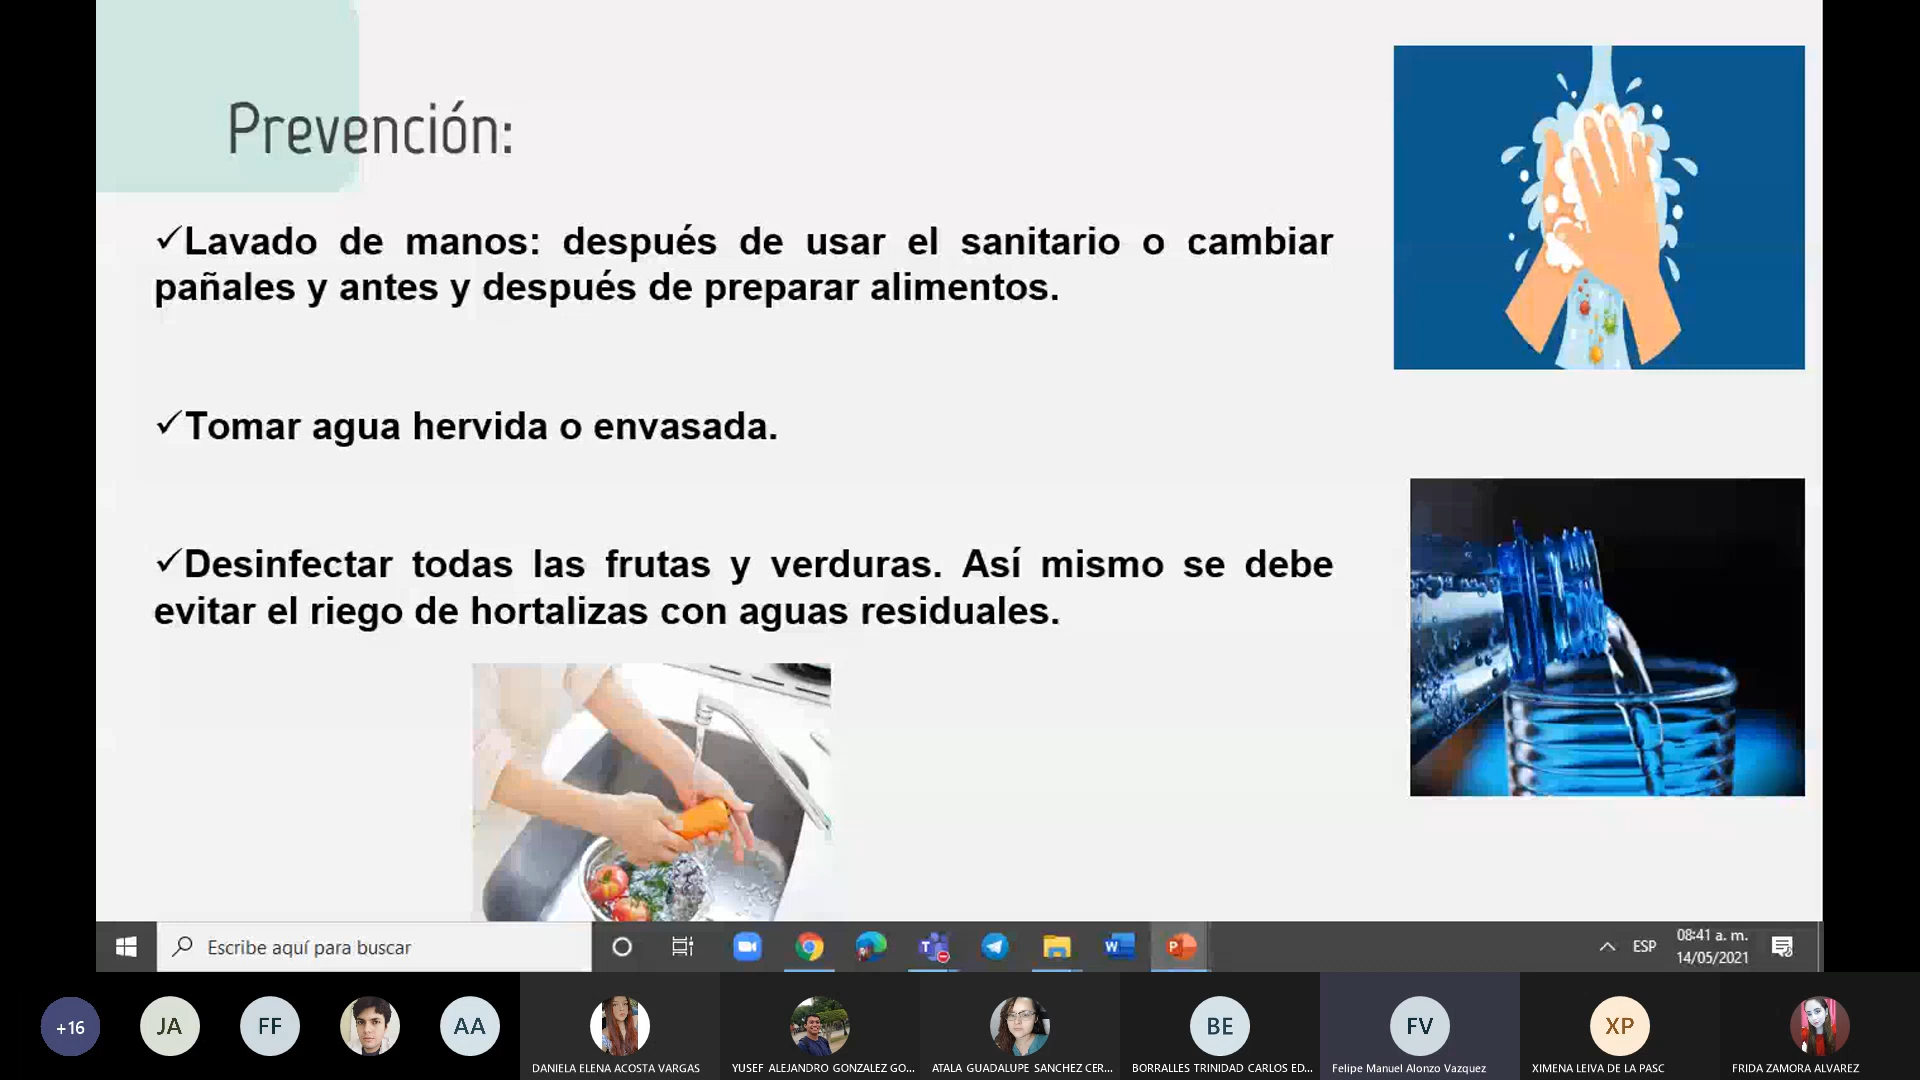 Prevención:
✓Lavado de manos: después de usar el sanitario o cambiar
pañales y antes y después de preparar alimentos.
✓Tomar agua hervida o envasada.
✓Desinfectar todas las frutas y verduras. Así mismo se debe
evitar el riego de hortalizas con aguas residuales.
Escribe aquí para buscar
ESP
08:41 a. m.
14/05/2021
+16
JA
FF
AA
BE
FV
XP
DANIELA ELENA ACOSTA VARGAS
YUSEF ALEJANDRO GONZALEZ GO...
ATALA GUADALUPE SANCHEZ CER...
BORRALLES TRINIDAD CARLOS ED...
Felipe Manuel Alonzo Vazquez
XIMENA LEIVA DE LA PASC
FRIDA ZAMORA ALVAREZ